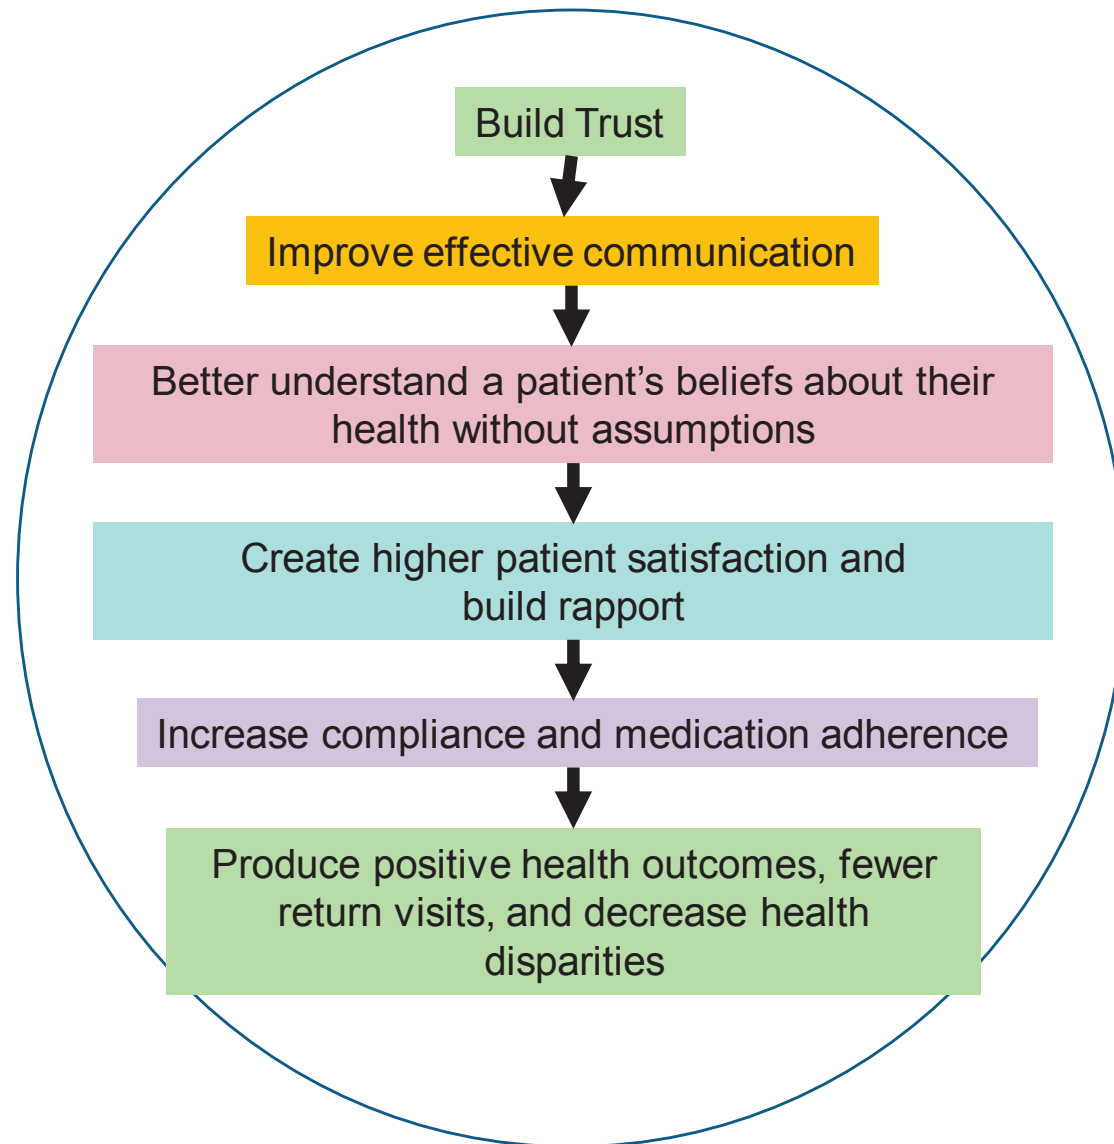 Build Trust
Improve effective communication
Better understand a patient’s beliefs about their
health without assumptions
Create higher patient satisfaction and
build rapport
Increase compliance and medication adherence
Produce positive health outcomes, fewer
return visits, and decrease health
disparities